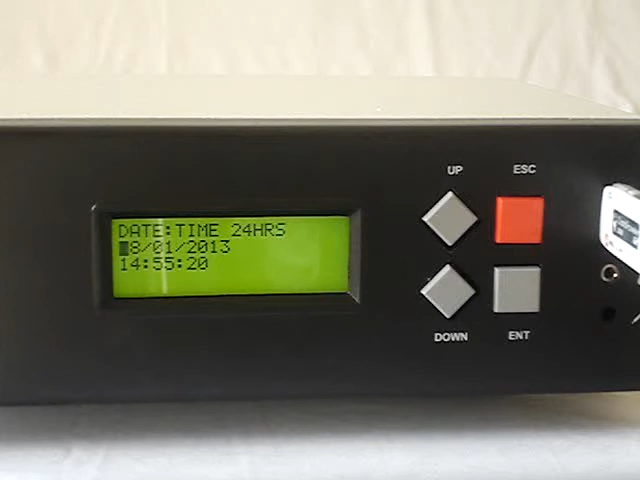 UP
ESC
DATE:TIME 24HRS
8/01/2013
14:55:20
DOWN
ENT